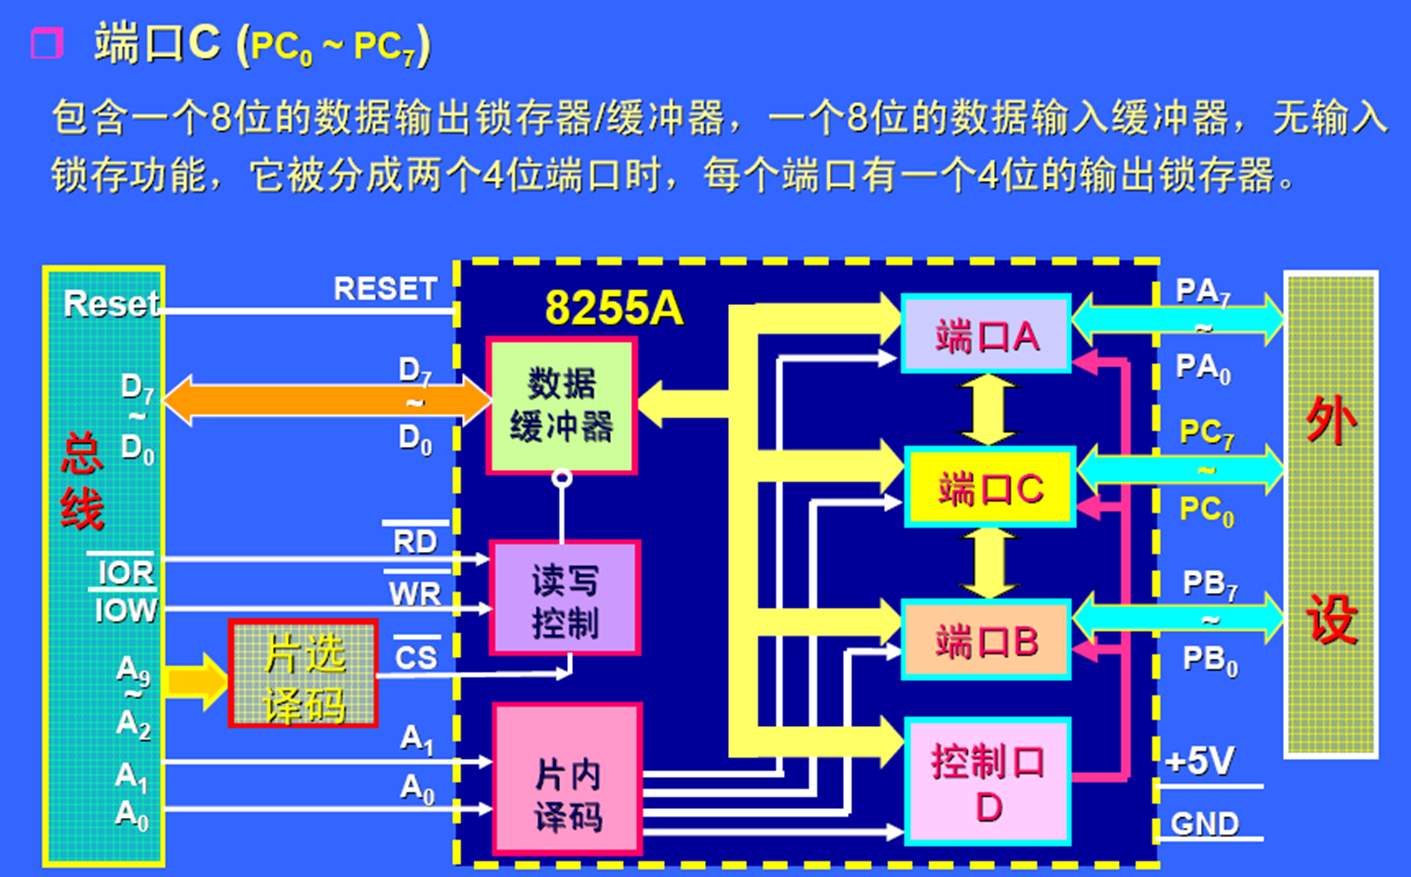 端口C (PC0 ~ PC7)
包含一个8位的数据输出锁存器/缓冲器，一个8位的数据输入缓冲器，无输入
锁存功能，它被分成两个4位端口时，每个端口有一个4位的输出锁存器。
Reset
RESET
8255A
D7
~
D0
D7
~
D0
总
线
数据
缓冲器
IOR
IOW
RD
WR
CS
读写
控制
A9
~
A2
片选
译码
A1
A0
A1
A0
片内
译码
端口A
端口C
端口B
控制口
D
PA7
~
PA0
PC7
~
PC0
PB7
~
PB0
+5V
GND
外
设